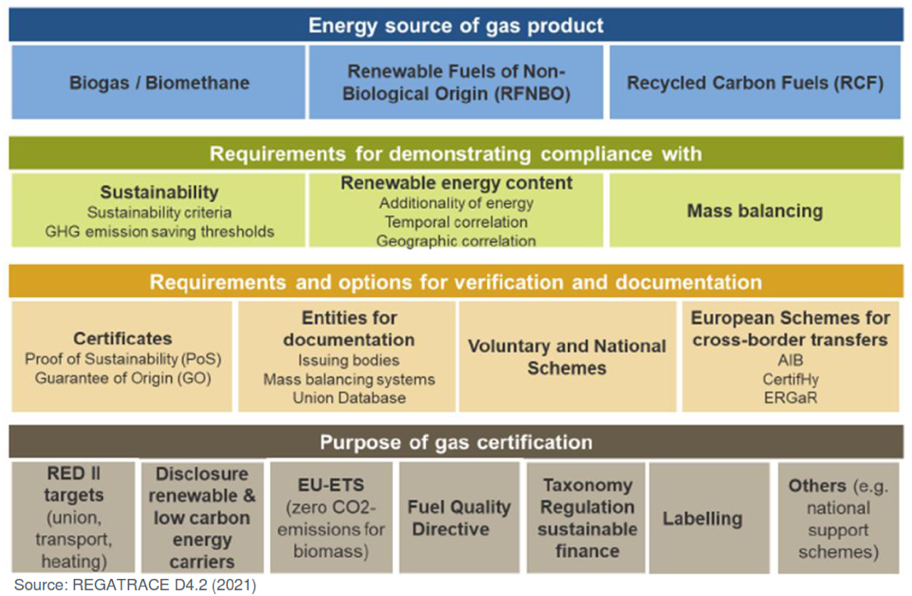 Energy source of gas product
Biogas / Biomethane
Renewable Fuels of Non-
Biological Origin (RFNBO)
Recycled Carbon Fuels (RCF)
Requirements for demonstrating compliance with
Sustainability
Sustainability criteria
GHG emission saving thresholds
Renewable energy content
Additionality of energy
Temporal correlation
Geographic correlation
Mass balancing
Requirements and options for verification and documentation
Certificates
Proof of Sustainability (PoS)
Guarantee of Origin (GO)
Entities for
documentation
Issuing bodies
Mass balancing systems
Union Database
Voluntary and National
Schemes
European Schemes for
cross-border transfers
AIB
CertifHy
ERGaR
Purpose of gas certification
RED II
targets
(union,
transport,
heating)
Disclosure
renewable &
low carbon
energy
carriers
EU-ETS
(zero CO2-
emissions for
biomass)
Fuel Quality
Directive
Taxonomy
Regulation
sustainable
finance
Labelling
Others (e.g.
national
support
schemes)
Source: REGATRACE D4.2 (2021)